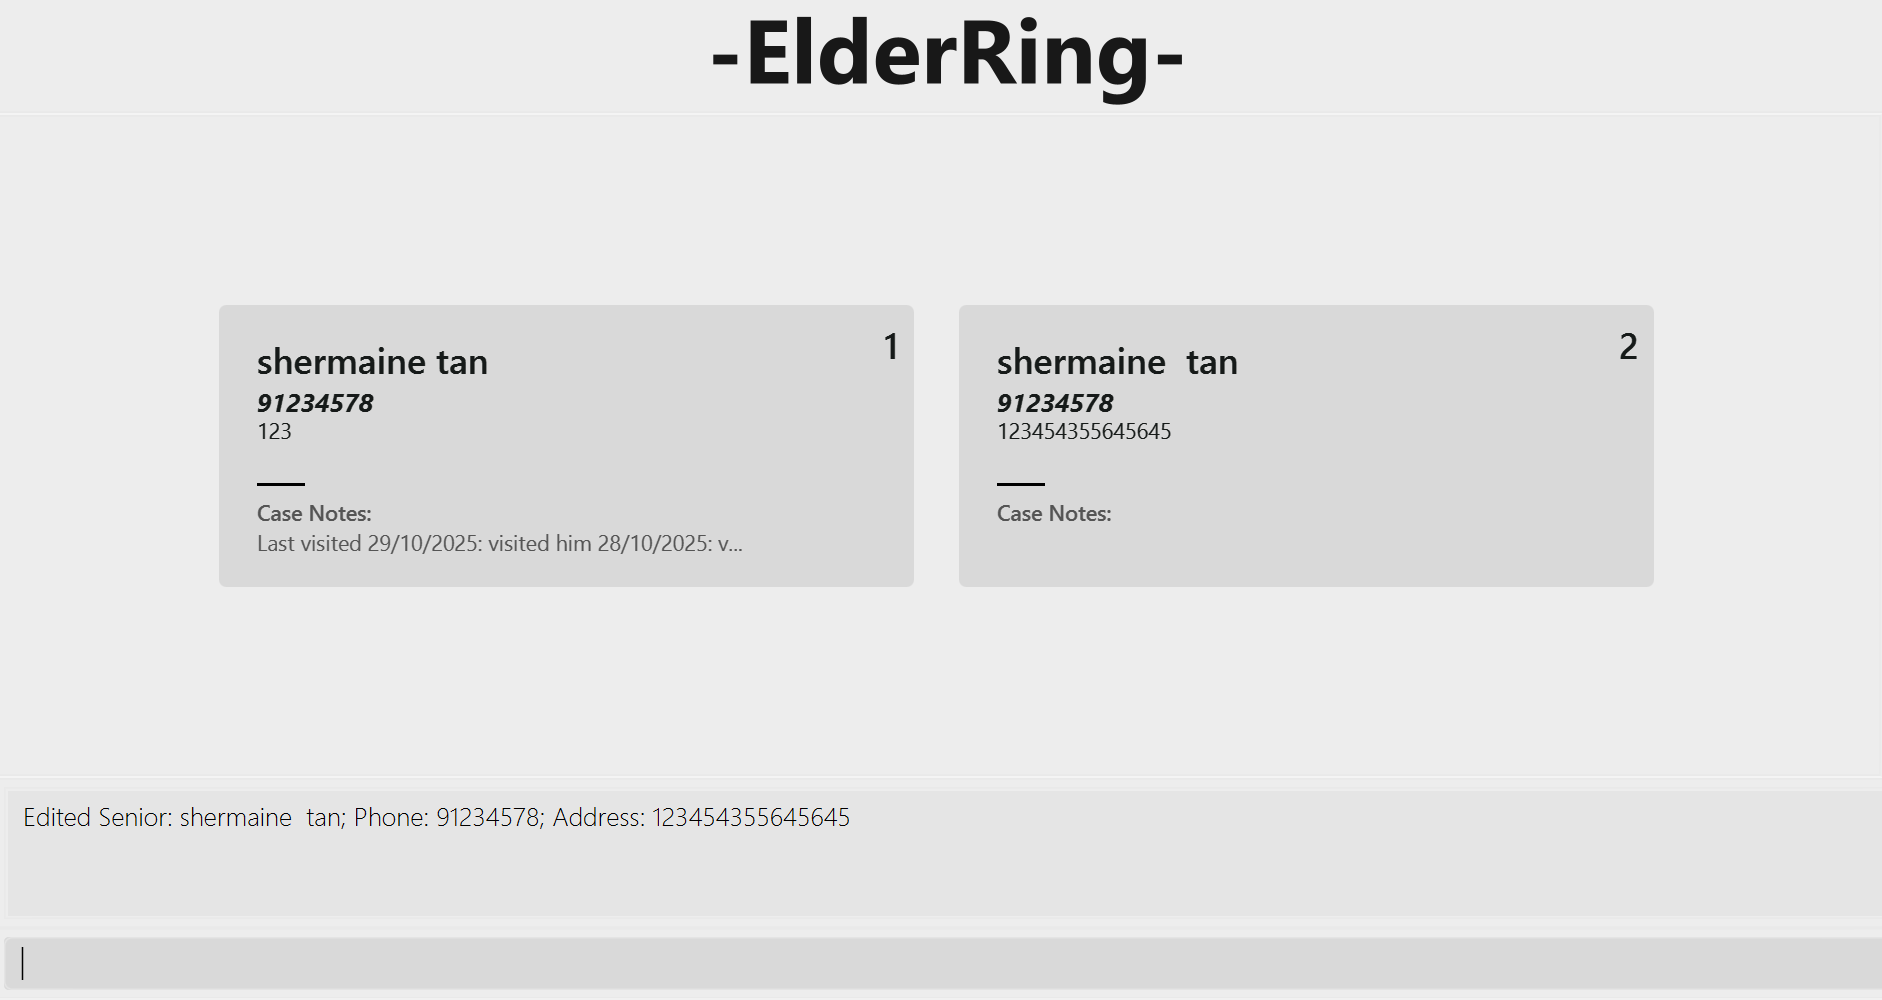 -ElderRing-
1
shermaine tan
91234578
123
Case Notes:
Last visited 29/10/2025: visited him 28/10/2025: v...
2
shermaine  tan
91234578
123454355645645
Case Notes:
Edited Senior: shermaine  tan; Phone: 91234578; Address: 123454355645645